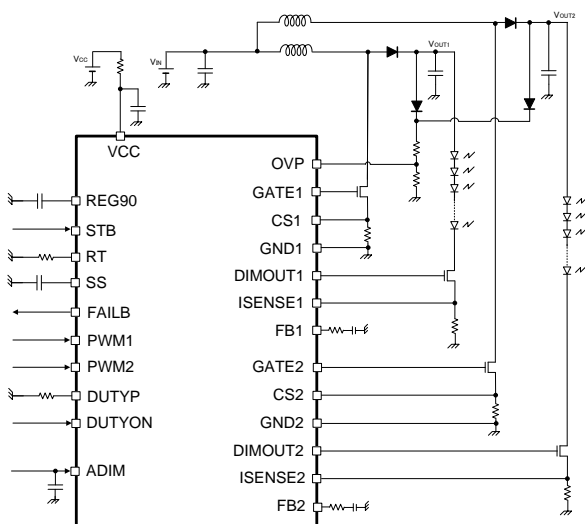 VOUT2
VCC
VIN
VOUT1
VCC
OVP
REG90
GATE1
STB
CS1
RT
GND1
SS
DIMOUT1
FAILB
ISENSE1
PWM1
FB1
PWM2
GATE2
DUTYP
CS2
DUTYON
GND2
DIMOUT2
ADIM
ISENSE2
FB2